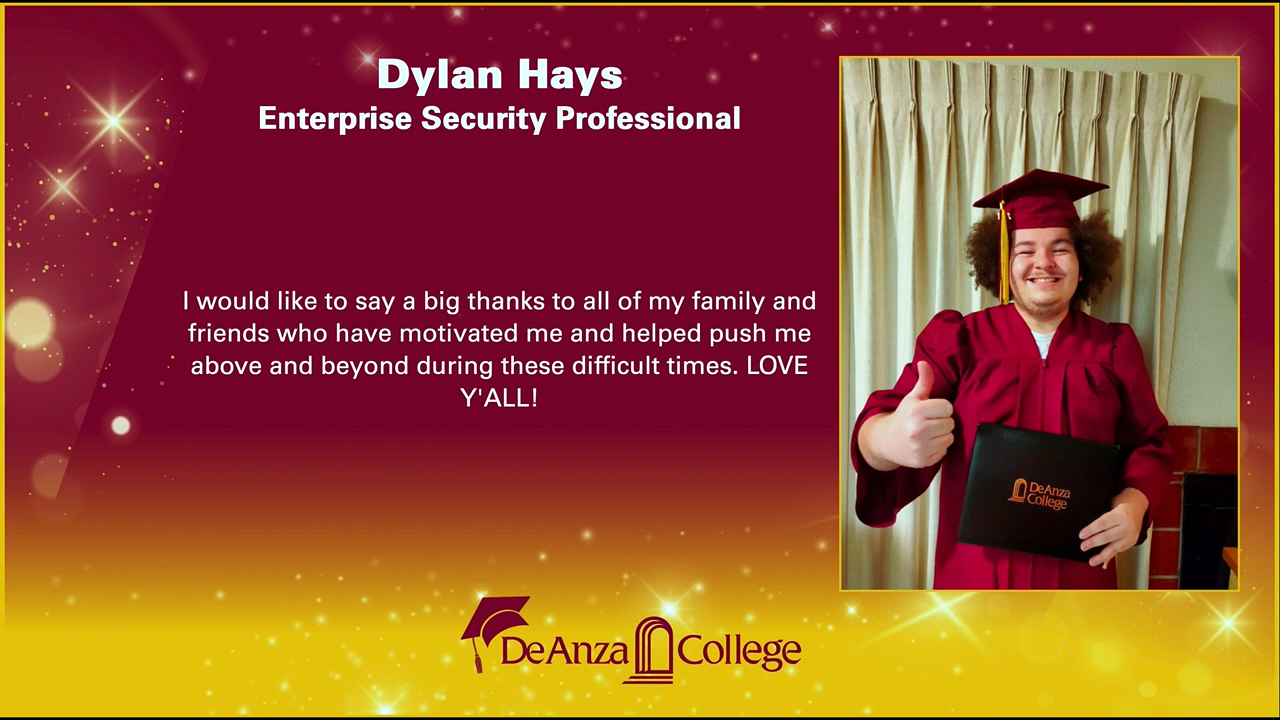 Dylan Hays
Enterprise Security Professional
I would like to say a big thanks to all of my family and
friends who have motivated me and helped push me
above and beyond during these difficult times. LOVE
Y'ALL!
DeAnza
College
DeAnza College